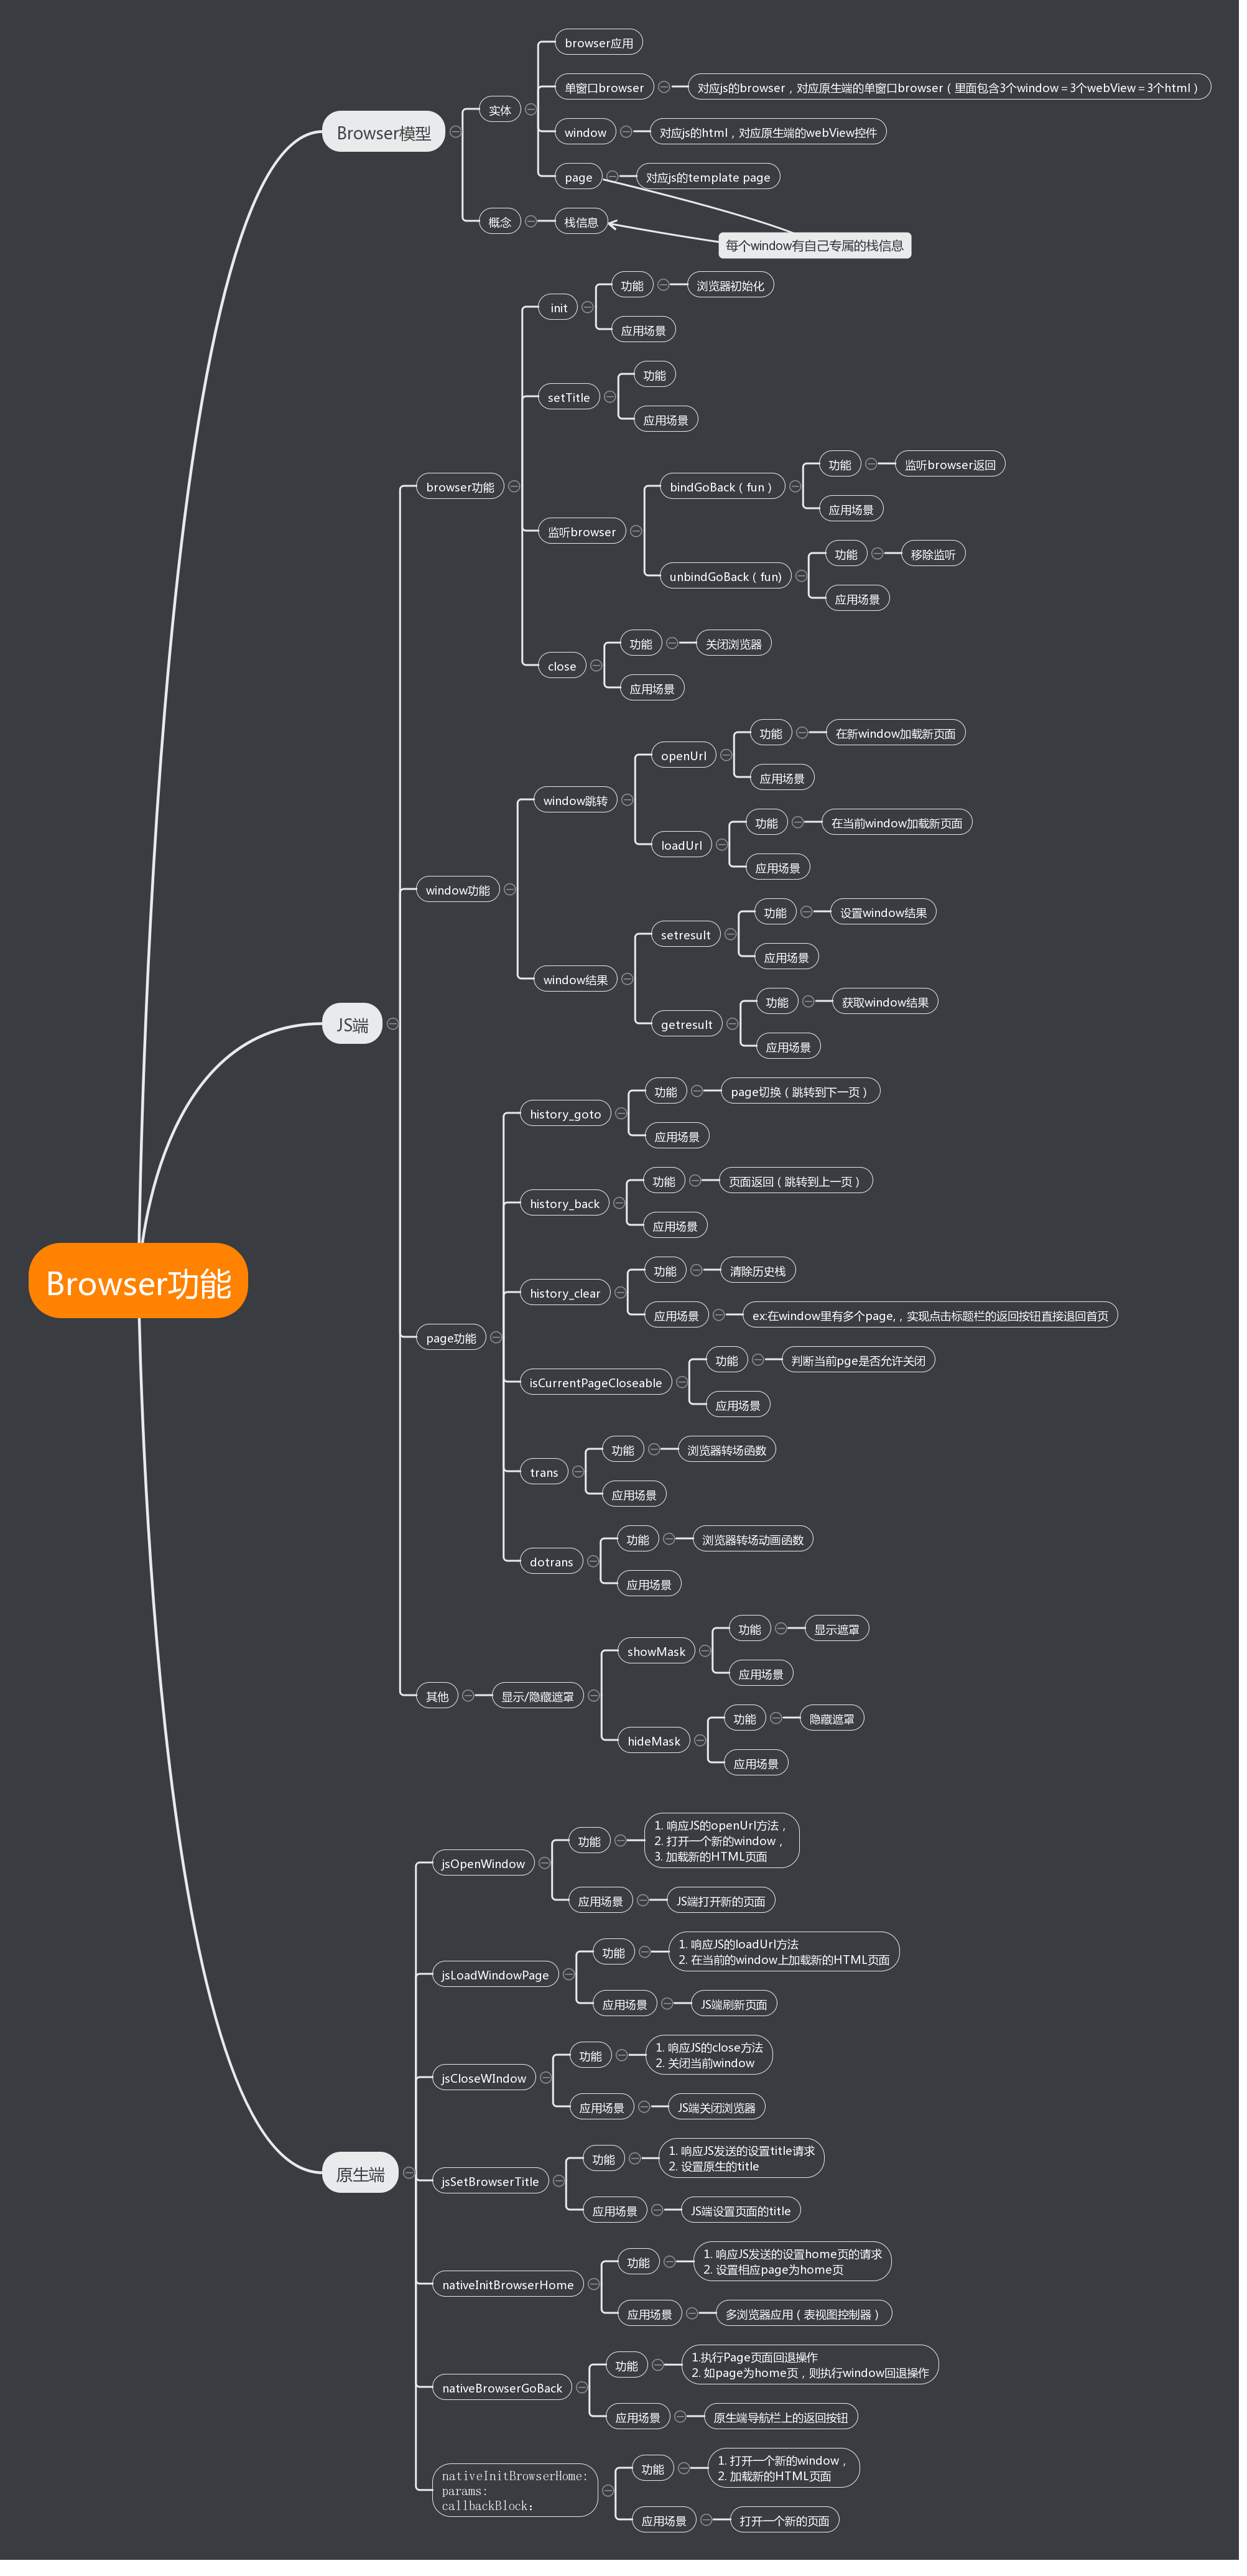 Browser功能
Browser模型
实体
browser应用
单窗口browser
对应js的browser，对应原生端的单窗口browser（里面包含3个window＝3个webView＝3个html）
window
对应js的html，对应原生端的webView控件
page
对应js的template page
概念
栈信息
每个window有自己专属的栈信息
JS端
browser功能
init
功能
浏览器初始化
应用场景
setTitle
功能
应用场景
监听browser
bindGoBack（fun）
功能
监听browser返回
应用场景
unbindGoBack（fun)
功能
移除监听
应用场景
close
功能
关闭浏览器
应用场景
window功能
window跳转
openUrl
功能
在新window加载新页面
应用场景
loadUrl
功能
在当前window加载新页面
应用场景
window结果
setresult
功能
设置window结果
应用场景
getresult
功能
获取window结果
应用场景
page功能
history_goto
功能
page切换（跳转到下一页）
应用场景
history_back
功能
页面返回（跳转到上一页）
应用场景
history_clear
功能
清除历史栈
应用场景
ex:在window里有多个page,，实现点击标题栏的返回按钮直接退回首页
isCurrentPageCloseable
功能
判断当前pge是否允许关闭
应用场景
trans
功能
浏览器转场函数
应用场景
dotrans
功能
浏览器转场动画函数
应用场景
其他
显示/隐藏遮罩
showMask
功能
显示遮罩
应用场景
hideMask
功能
隐藏遮罩
应用场景
原生端
jsOpenWindow
功能
1. 响应JS的openUrl方法，
2. 打开一个新的window，
3. 加载新的HTML页面
应用场景
JS端打开新的页面
jsLoadWindowPage
功能
1. 响应JS的loadUrl方法
2. 在当前的window上加载新的HTML页面
应用场景
JS端刷新页面
jsCloseWIndow
功能
1. 响应JS的close方法
2. 关闭当前window
应用场景
JS端关闭浏览器
jsSetBrowserTitle
功能
1. 响应JS发送的设置title请求
2. 设置原生的title
应用场景
JS端设置页面的title
nativeInitBrowserHome
功能
1. 响应JS发送的设置home页的请求
2. 设置相应page为home页
应用场景
多浏览器应用（表视图控制器）
nativeBrowserGoBack
功能
1.执行Page页面回退操作
2. 如page为home页，则执行window回退操作
应用场景
原生端导航栏上的返回按钮
nativeInitBrowserHome:
params:
callbackBlock:
功能
1. 打开一个新的window，
2. 加载新的HTML页面
应用场景
打开一个新的页面